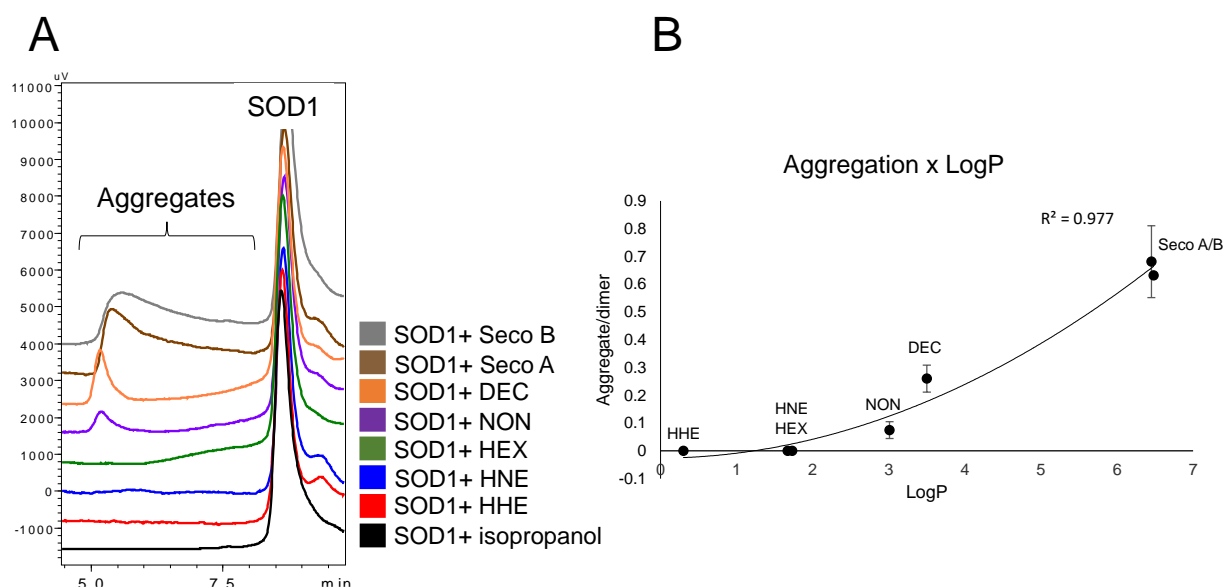 A
uV
11000
10000
9000
8000
7000
6000
5000
4000
3000
2000
1000
0
-1000
5.0
7.5
min
SOD1
Aggregates
SOD1+ Seco B
SOD1+ Seco A
SOD1+ DEC
SOD1+ NON
SOD1+ HEX
SOD1+ HNE
SOD1+ HHE
SOD1+ isopropanol
B
Aggregation x LogP
R² = 0.977
Aggregate/dimer
0.9
0.8
0.7
0.6
0.5
0.4
0.3
0.2
0.1
0
-0.1
HHE
HNE
HEX
NON
DEC
Seco A/B
0
1
2
3
4
5
6
7
LogP